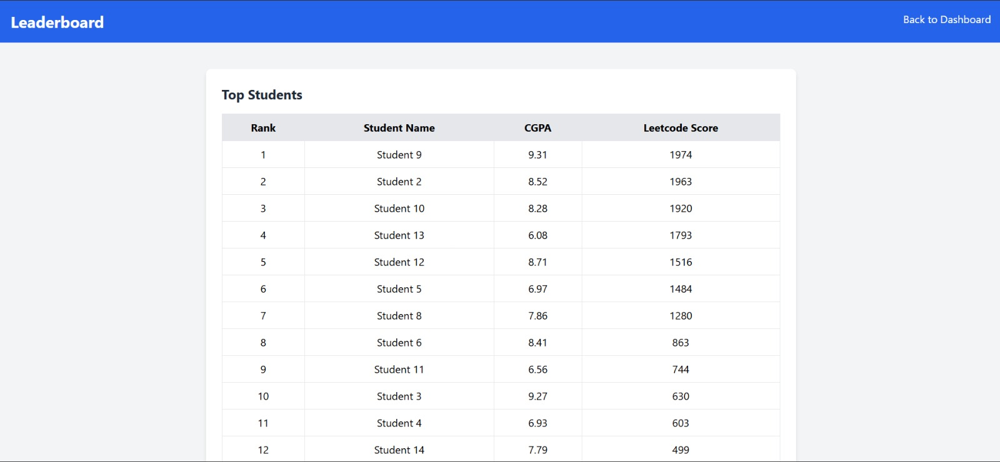 Leaderboard
Back to Dashboard
Top Students
Rank Student Name CGPA Leetcode Score
1 Student 9 9.31 1974
2 Student 2 8.52 1963
3 Student 10 8.28 1920
4 Student 13 6.08 1793
5 Student 12 8.71 1516
6 Student 5 6.97 1484
7 Student 8 7.86 1280
8 Student 6 8.41 863
9 Student 11 6.56 744
10 Student 3 9.27 630
11 Student 4 6.93 603
12 Student 14 7.79 499